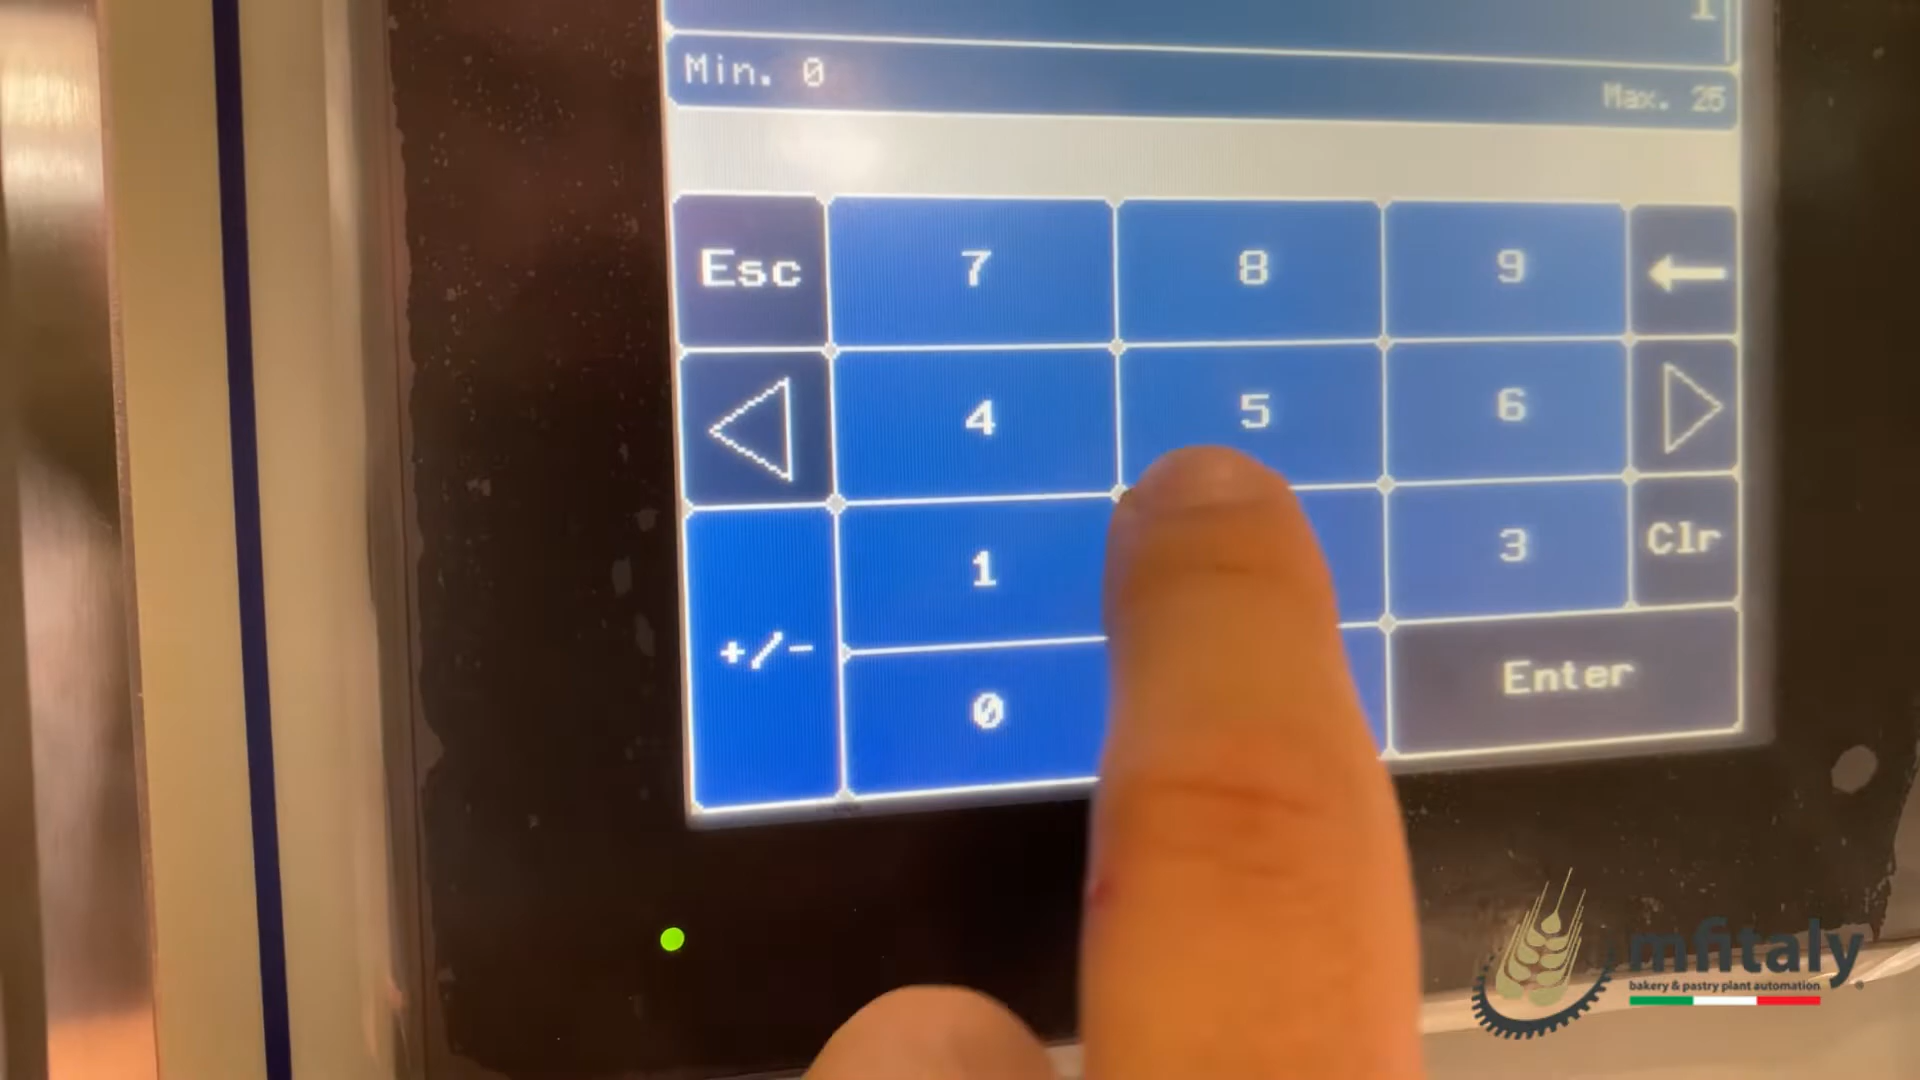 1
Min. 0
Max. 25
Esc 7 8 9
4 5 6
1 3 Clr
+/-
0 Enter
mfitaly
bakery & pastry plant automation